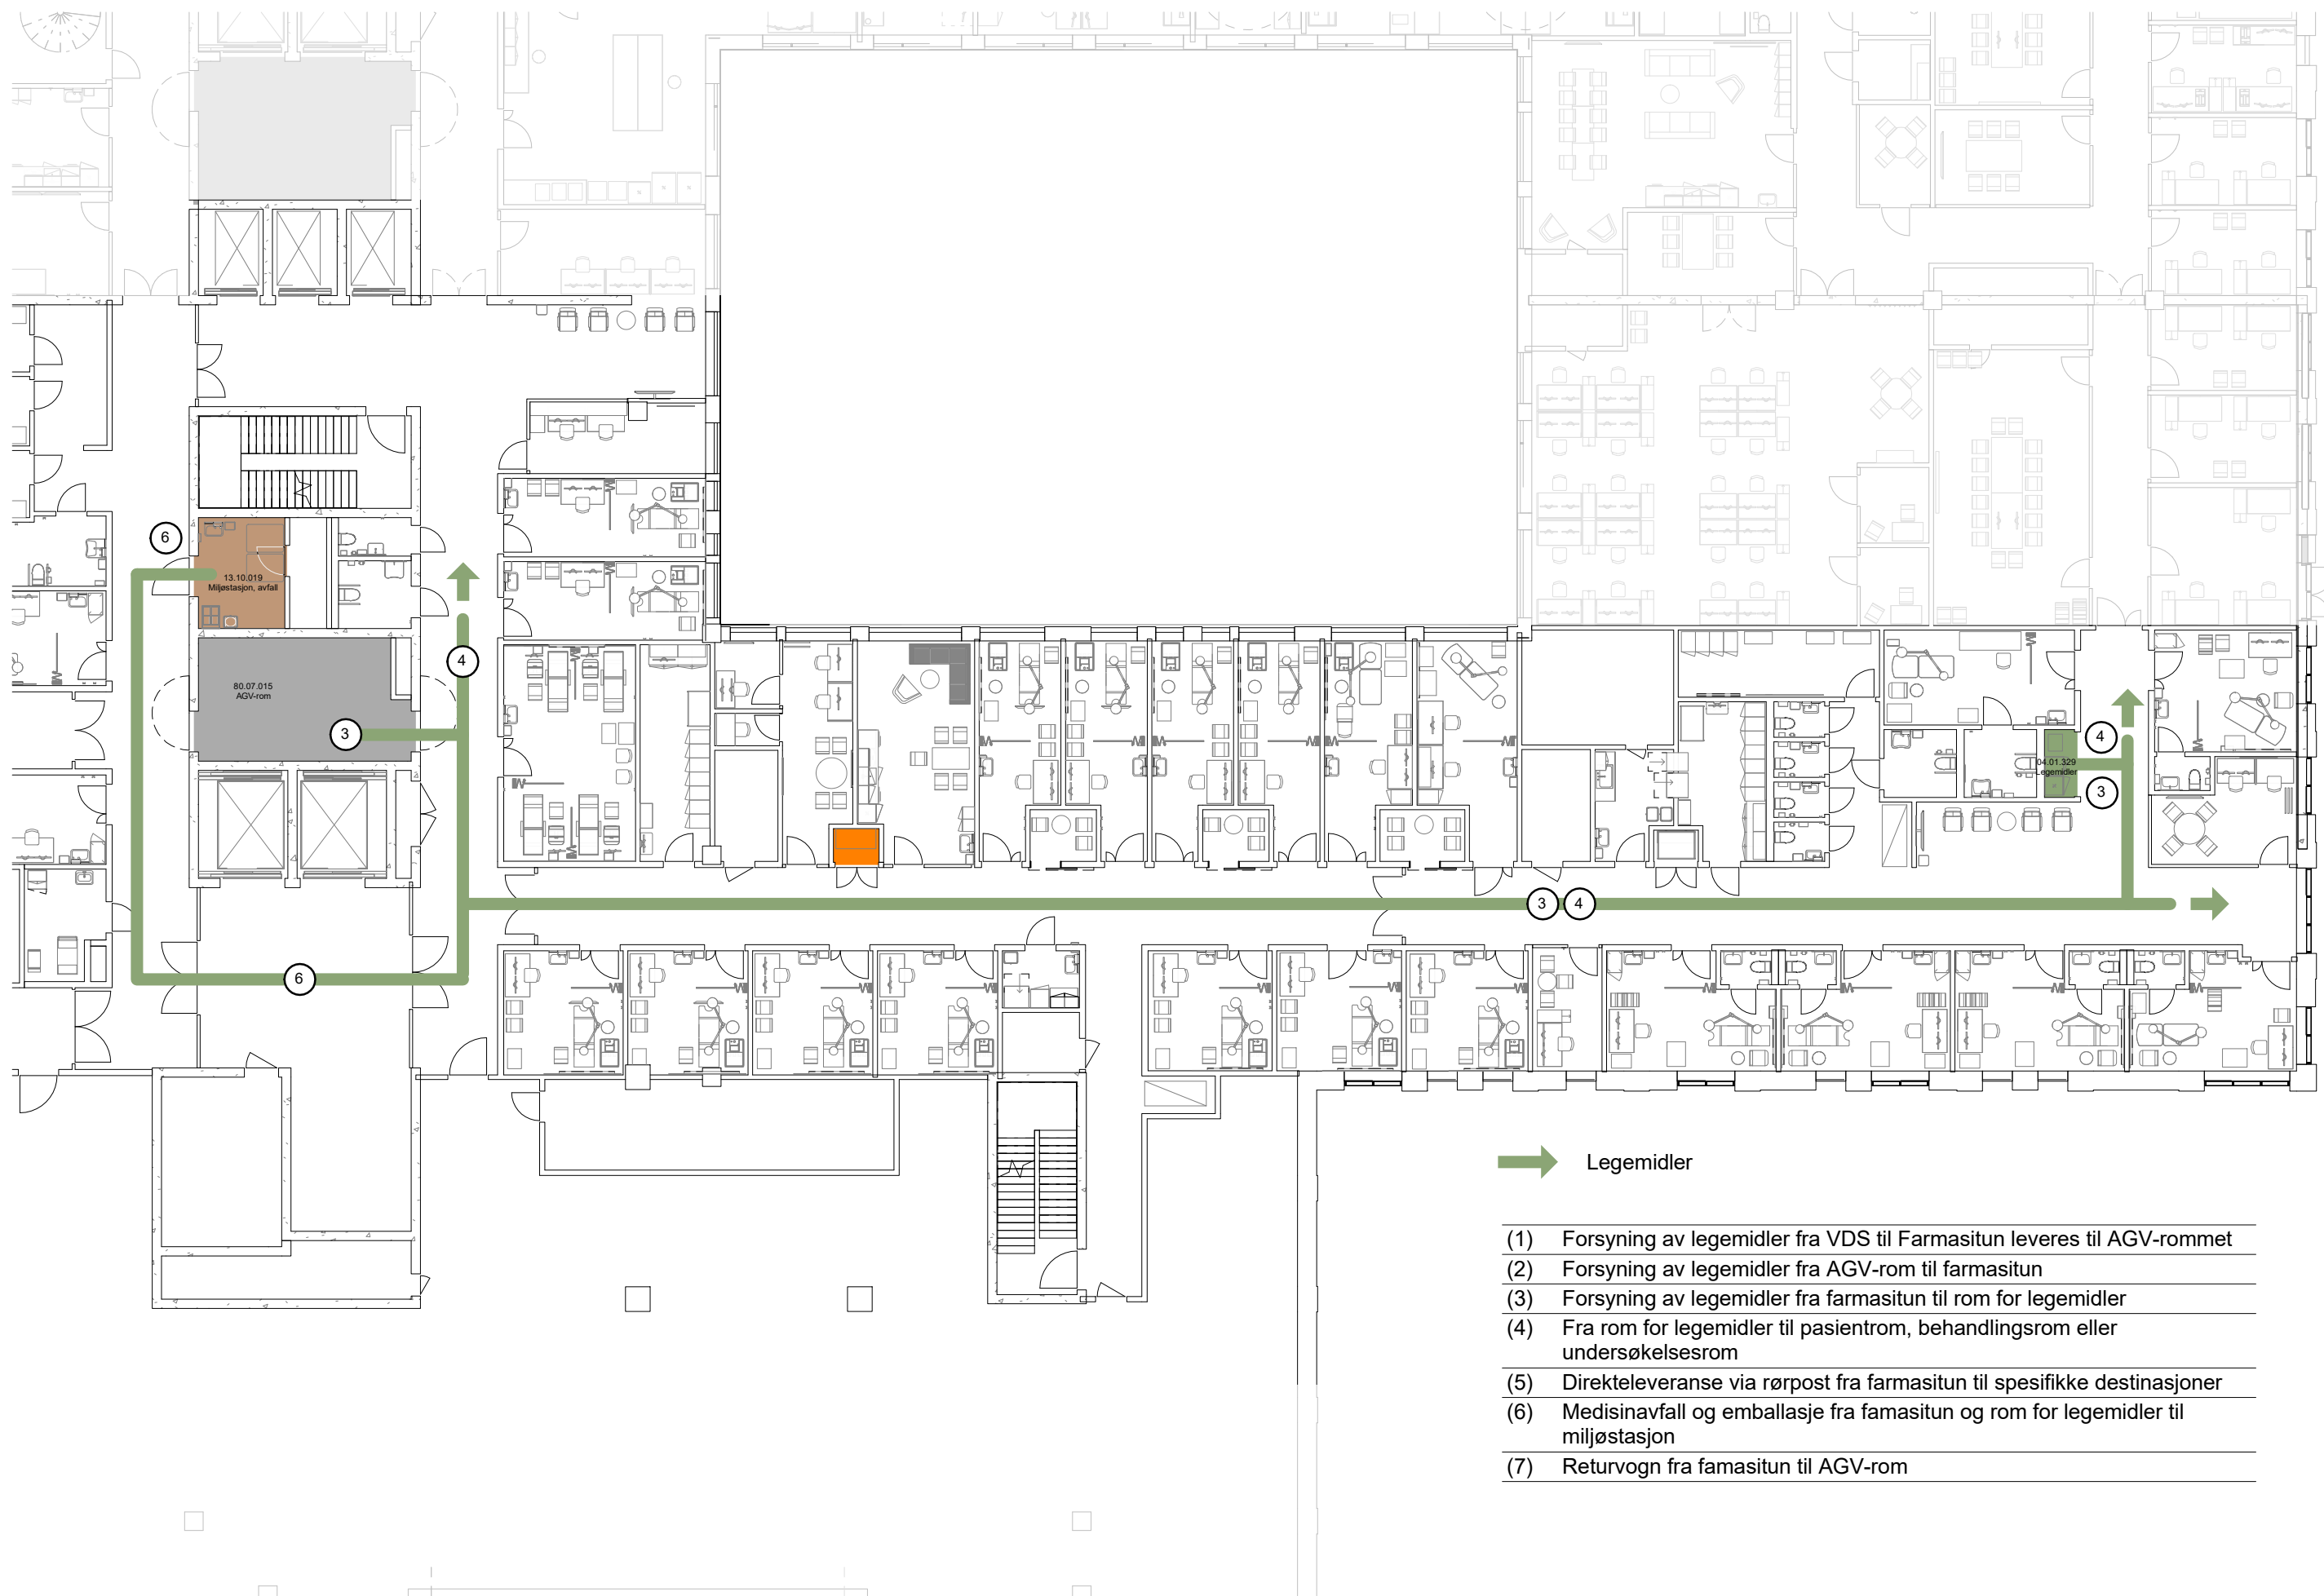 6
13.10.019
Miljøstasjon, avfall
4
80.07.015
AGV-rom
3
4
04.01.329
Legemidler
3
3 4
6
Legemidler
(1) Forsyning av legemidler fra VDS til Farmasitun leveres til AGV-rommet
(2) Forsyning av legemidler fra AGV-rom til farmasitun
(3) Forsyning av legemidler fra farmasitun til rom for legemidler
(4) Fra rom for legemidler til pasientrom, behandlingsrom eller
undersøkelsesrom
(5) Direkteleveranse via rørpost fra farmasitun til spesifikke destinasjoner
(6) Medisinavfall og emballasje fra famasitun og rom for legemidler til
miljøstasjon
(7) Returvogn fra famasitun til AGV-rom